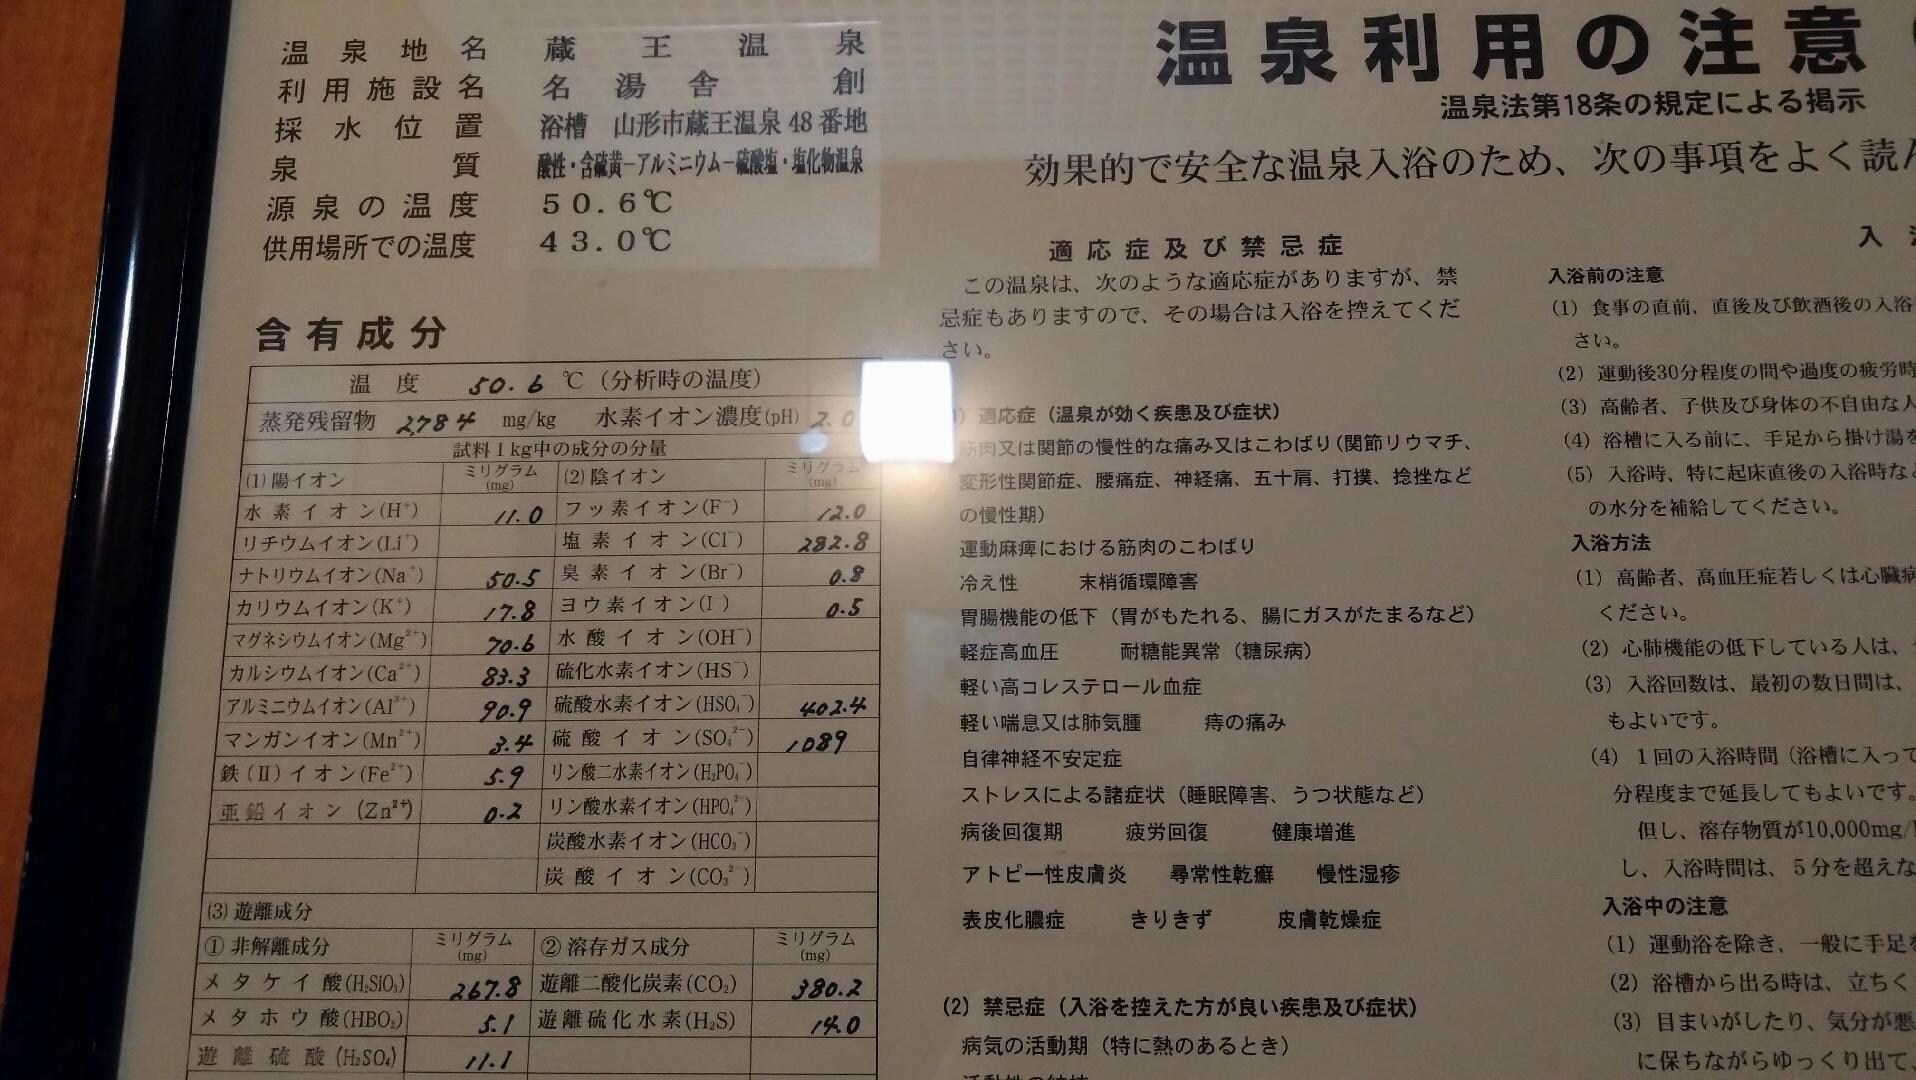 温泉地名 蔵王温泉
利用施設名 名湯舎 創
採水位置 浴槽 山形市蔵王温泉48番地
泉質 酸性・含硫黄－アルミニウム－硫酸塩・塩化物温泉
源泉の温度 50.6℃
供用場所での温度 43.0℃
含有成分
温度 50.6 ℃(分析時の温度)
蒸発残留物 2,784 mg/kg 水素イオン濃度(pH) 2.0
試料1kg中の成分の分量
(1)陽イオン ミリグラム(mg) (2)陰イオン ミリグラム(mg)
水素イオン(H⁺) 11.0 フッ素イオン(F⁻) 12.0
リチウムイオン(Li⁺) 塩素イオン(Cl⁻) 282.8
ナトリウムイオン(Na⁺) 50.5 臭素イオン(Br⁻) 0.8
カリウムイオン(K⁺) 17.8 ヨウ素イオン(I⁻) 0.5
マグネシウムイオン(Mg²⁺) 70.6 水酸イオン(OH⁻)
カルシウムイオン(Ca²⁺) 83.3 硫化水素イオン(HS⁻)
アルミニウムイオン(Al³⁺) 90.9 硫酸水素イオン(HSO₄⁻) 402.4
マンガンイオン(Mn²⁺) 3.4 硫酸イオン(SO₄²⁻) 1089
鉄(Ⅱ)イオン(Fe²⁺) 5.9 リン酸二水素イオン(H₂PO₄⁻)
亜鉛イオン(Zn²⁺) 0.2 リン酸水素イオン(HPO₄²⁻)
炭酸水素イオン(HCO₃⁻)
炭酸イオン(CO₃²⁻)
(3)遊離成分
①非解離成分 ミリグラム(mg) ②溶存ガス成分 ミリグラム(mg)
メタケイ酸(H₂SiO₃) 267.8 遊離二酸化炭素(CO₂) 380.2
メタホウ酸(HBO₂) 5.1 遊離硫化水素(H₂S) 14.0
遊離硫酸(H₂SO₄) 11.1
温泉利用の注意
温泉法第18条の規定による掲示
効果的で安全な温泉入浴のため、次の事項をよく読
適応症及び禁忌症
この温泉は、次のような適応症がありますが、禁
忌症もありますので、その場合は入浴を控えてくだ
さい。
適応症（温泉が効く疾患及び症状）
筋肉又は関節の慢性的な痛み又はこわばり(関節リウマチ、
変形性関節症、腰痛症、神経痛、五十肩、打撲、捻挫など
の慢性期)
運動麻痺における筋肉のこわばり
冷え性 末梢循環障害
胃腸機能の低下（胃がもたれる、腸にガスがたまるなど）
軽症高血圧 耐糖能異常（糖尿病）
軽い高コレステロール血症
軽い喘息又は肺気腫 痔の痛み
自律神経不安定症
ストレスによる諸症状（睡眠障害、うつ状態など）
病後回復期 疲労回復 健康増進
アトピー性皮膚炎 尋常性乾癬 慢性湿疹
表皮化膿症 きりきず 皮膚乾燥症
(2) 禁忌症（入浴を控えた方が良い疾患及び症状）
病気の活動期（特に熱のあるとき）
入
入浴前の注意
(1) 食事の直前、直後及び飲酒後の入浴
さい。
(2) 運動後30分程度の間や過度の疲労時
(3) 高齢者、子供及び身体の不自由な人
(4) 浴槽に入る前に、手足から掛け湯を
(5) 入浴時、特に起床直後の入浴時など
の水分を補給してください。
入浴方法
(1) 高齢者、高血圧症若しくは心臓病
ください。
(2) 心肺機能の低下している人は、
(3) 入浴回数は、最初の数日間は、
もよいです。
(4) 1回の入浴時間（浴槽に入って
分程度まで延長してもよいです。
但し、溶存物質が10,000mg/
し、入浴時間は、5分を超えな
入浴中の注意
(1) 運動浴を除き、一般に手足を
(2) 浴槽から出る時は、立ちく
(3) 目まいがしたり、気分が悪
に保ちながらゆっくり出て、